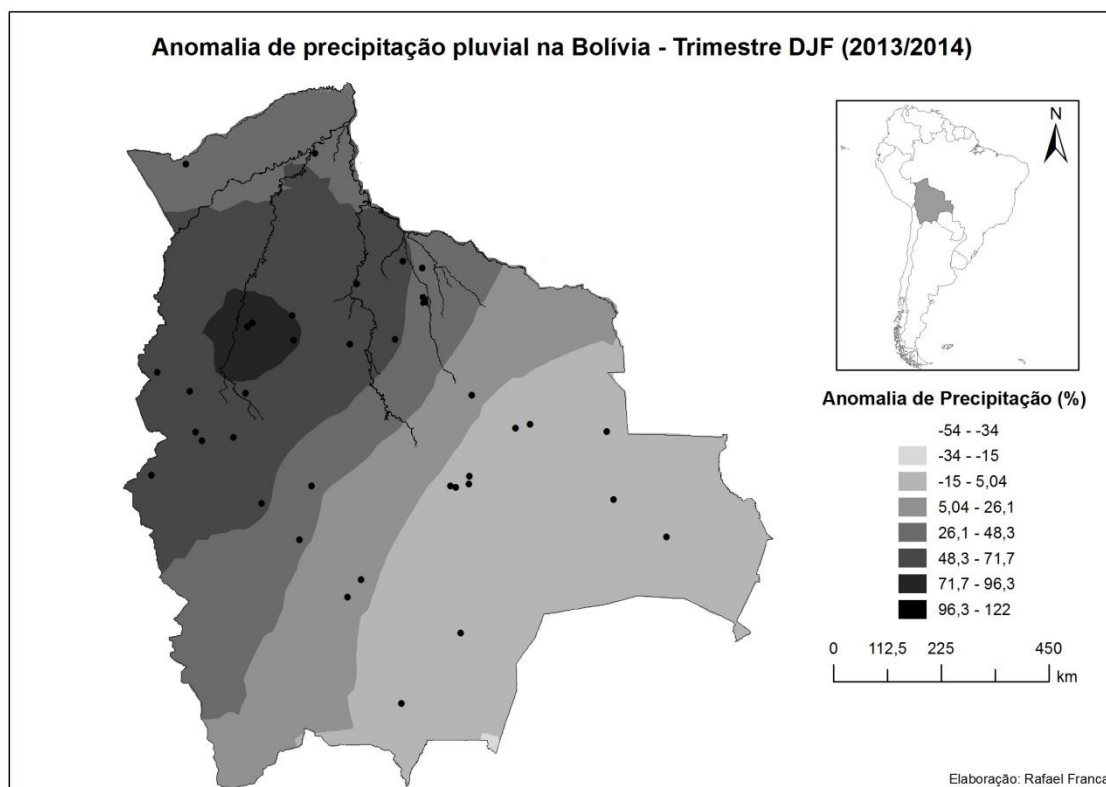 Anomalia de precipitação pluvial na Bolívia - Trimestre DJF (2013/2014)
N
Anomalia de Precipitação (%)
-54 - -34
-34 - -15
-15 - 5,04
5,04 - 26,1
26,1 - 48,3
48,3 - 71,7
71,7 - 96,3
96,3 - 122
0 112,5 225 450
km
Elaboração: Rafael Franca